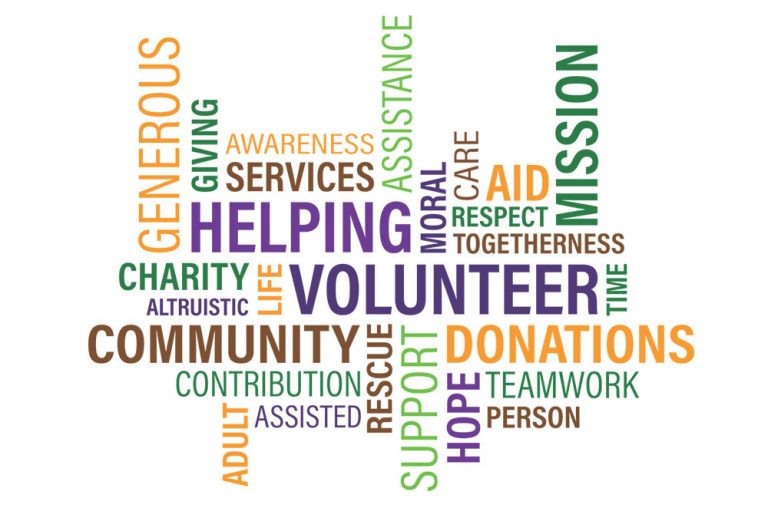 GENEROUS
GIVING
AWARENESS
SERVICES
ASSISTANCE
HELPING
MORAL
CARE
AID
MISSION
RESPECT
TOGETHERNESS
CHARITY
ALTRUISTIC
LIFE
VOLUNTEER
TIME
COMMUNITY
RESCUE
SUPPORT
DONATIONS
CONTRIBUTION
ADULT
ASSISTED
HOPE
TEAMWORK
PERSON